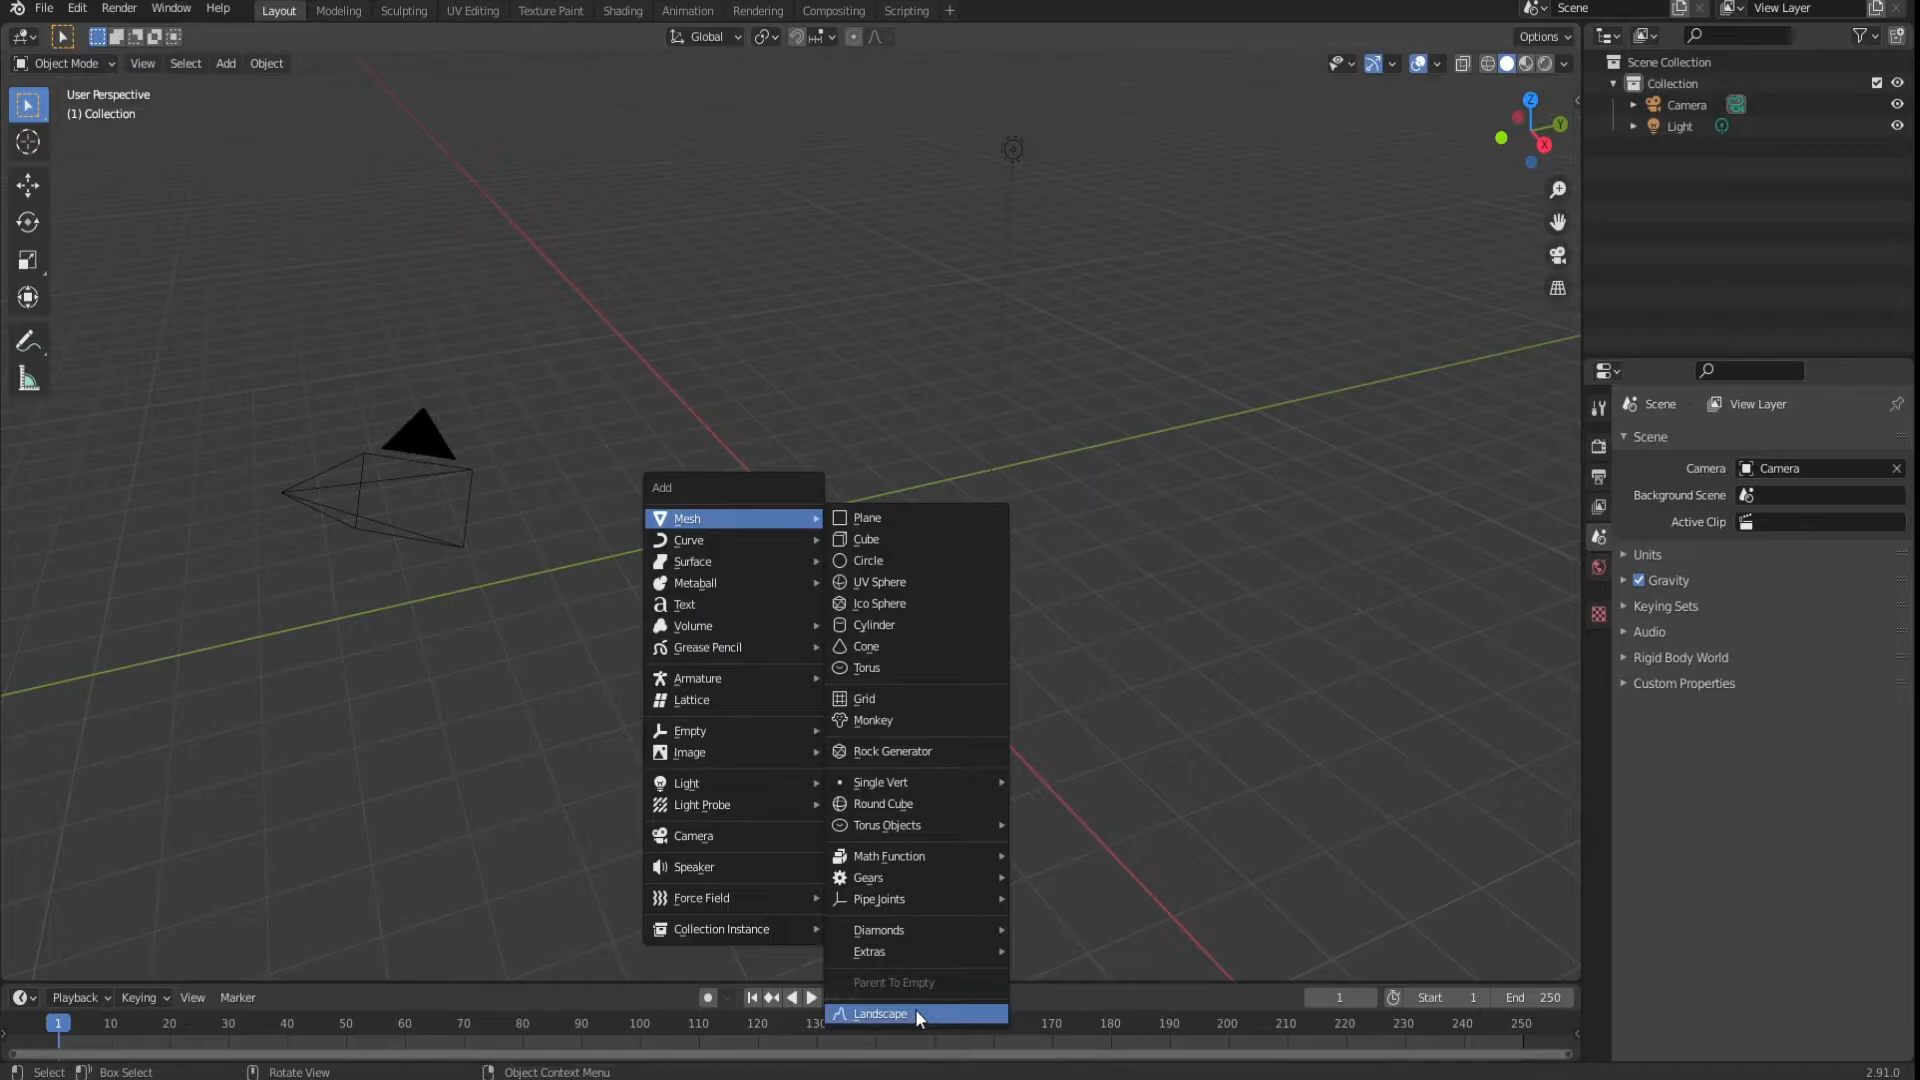 File Edit Render Window Help Layout Modeling Sculpting UV Editing Texture Paint Shading Animation Rendering Compositing Scripting + Scene View Layer
Global Options
Object Mode View Select Add Object
User Perspective
(1) Collection
Z
Y
X
Scene Collection
Collection
Camera
Light
Scene View Layer
Scene
Camera Camera
Background Scene
Active Clip
Units
Gravity
Keying Sets
Audio
Rigid Body World
Custom Properties
Add
Mesh
Curve
Surface
Metaball
Text
Volume
Grease Pencil
Armature
Lattice
Empty
Image
Light
Light Probe
Camera
Speaker
Force Field
Collection Instance
Plane
Cube
Circle
UV Sphere
Ico Sphere
Cylinder
Cone
Torus
Grid
Monkey
Rock Generator
Single Vert
Round Cube
Torus Objects
Math Function
Gears
Pipe Joints
Diamonds
Extras
Parent To Empty
Landscape
Playback Keying View Marker 1 Start 1 End 250
1 10 20 30 40 50 60 70 80 90 100 110 120 170 180 190 200 210 220 230 240 250
Select Box Select Rotate View Object Context Menu 2.91.0